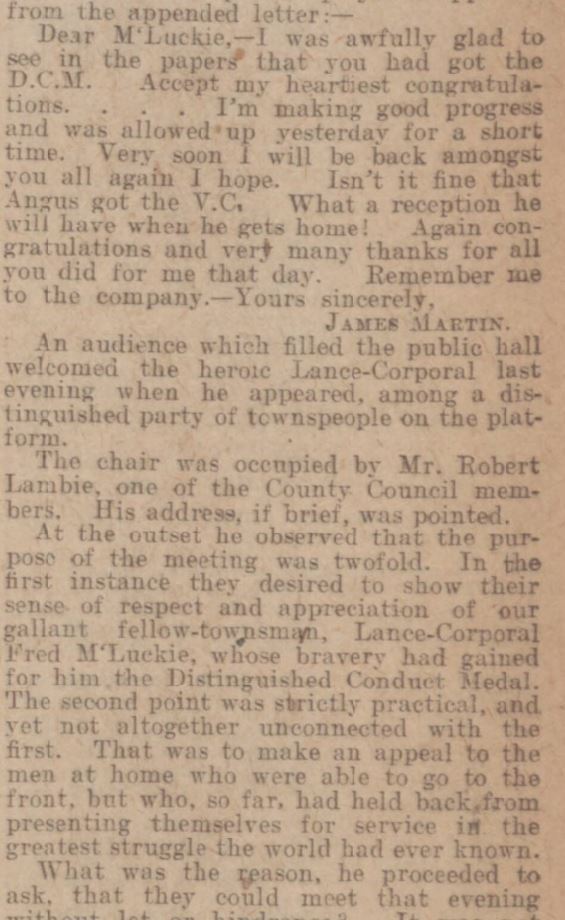 from the appended letter:—
Dear M‘Luckie,—I was awfully glad to
see in the papers that you had got the
D.C.M. Accept my heartiest congratula-
tions. . . . I'm making good progress
and was allowed up yesterday for a short
time. Very soon I will be back amongst
you all again I hope. Isn't it fine that
Angus got the V.C. What a reception he
will have when he gets home! Again con-
gratulations and very many thanks for all
you did for me that day. Remember me
to the company.—Yours sincerely,
JAMES MARTIN.
An audience which filled the public hall
welcomed the heroic Lance-Corporal last
evening when he appeared, among a dis-
tinguished party of townspeople on the plat-
form.
The chair was occupied by Mr. Robert
Lambie, one of the County Council mem-
bers. His address, if brief, was pointed.
At the outset he observed that the pur-
pose of the meeting was twofold. In the
first instance they desired to show their
sense of respect and appreciation of our
gallant fellow-townsman, Lance-Corporal
Fred M‘Luckie, whose bravery had gained
for him the Distinguished Conduct Medal.
The second point was strictly practical, and
yet not altogether unconnected with the
first. That was to make an appeal to the
men at home who were able to go to the
front, but who, so far, had held back from
presenting themselves for service in the
greatest struggle the world had ever known.
What was the reason, he proceeded to
ask, that they could meet that evening
without let or hindrance? It